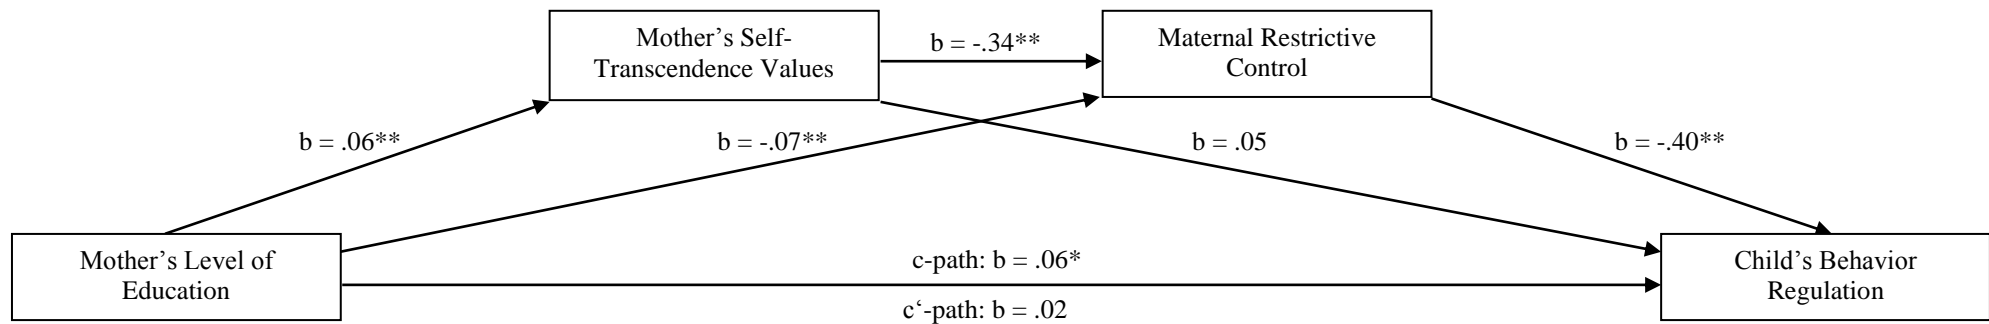 Mother’s Self-
Transcendence Values
b = -.34**
Maternal Restrictive
Control
b = .06**
b = -.07**
b = .05
b = -.40**
Mother’s Level of
Education
c-path: b = .06*
c‘-path: b = .02
Child’s Behavior
Regulation